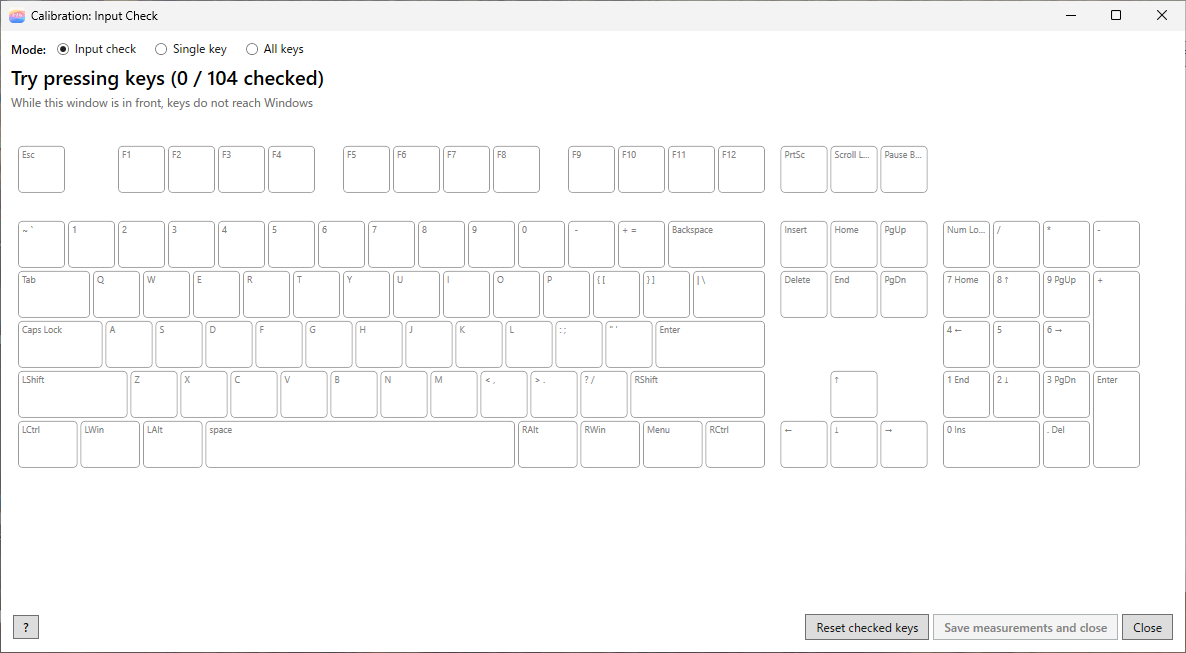 Calibration: Input Check
Mode: Input check Single key All keys
Try pressing keys (0 / 104 checked)
While this window is in front, keys do not reach Windows
Esc F1 F2 F3 F4 F5 F6 F7 F8 F9 F10 F11 F12 PrtSc Scroll L... Pause B...
~ ` 1 2 3 4 5 6 7 8 9 0 - + = Backspace Insert Home PgUp Num Lo... / * -
Tab Q W E R T Y U I O P { [ } ] | \ Delete End PgDn 7 Home 8 ↑ 9 PgUp +
Caps Lock A S D F G H J K L : ; " ' Enter 4 ← 5 6 →
LShift Z X C V B N M < , > . ? / RShift ↑ 1 End 2 ↓ 3 PgDn Enter
LCtrl LWin LAlt space RAlt RWin Menu RCtrl ← ↓ → 0 Ins . Del
? Reset checked keys Save measurements and close Close